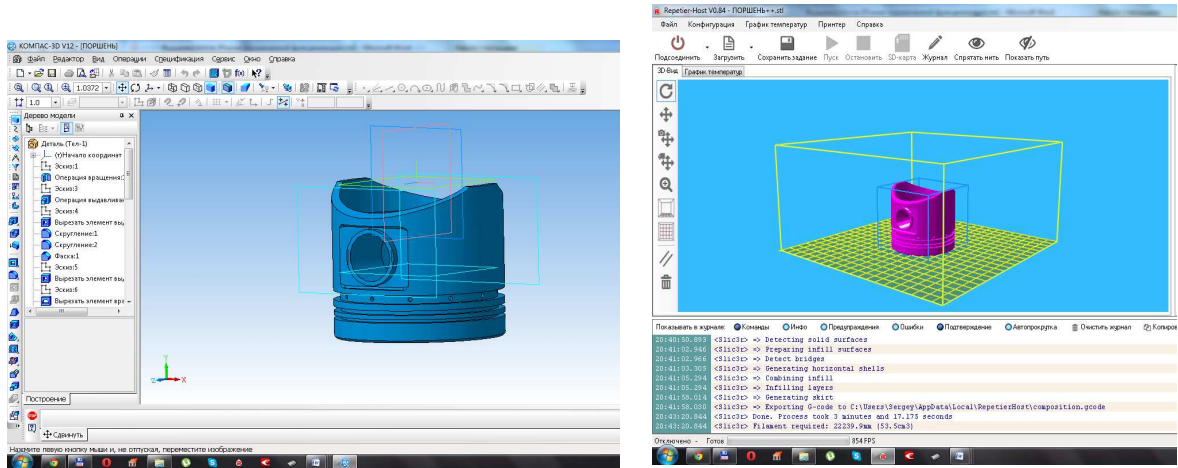 КОМПАС-3D V12 - [ПОРШЕНЬ]
Файл Редактор Вид Операции Спецификация Сервис Окно Справка
1.0372
1.0
Дерево модели
Деталь (Тел-1)
(т)Начало координат
Эскиз:1
Операция вращения:
Эскиз:3
Операция выдавливан
Эскиз:4
Вырезать элемент выд
Скругление:1
Скругление:2
Фаска:1
Эскиз:5
Вырезать элемент выд
Эскиз:6
Вырезать элемент вра
Построение
Сдвинуть
Нажмите левую кнопку мыши и, не отпуская, переместите изображение
Repetier-Host V0.84 - ПОРШЕНЬ++.stl
Файл Конфигурация График температур Принтер Справка
Подсоединить Загрузить Сохранить задание Пуск Остановить SD-карта Журнал Спрятать нить Показать путь
3D-Вид График температур
Показывать в журнале: Команды Инфо Предупраждения Ошибки Подтверждение Автопрокрутка Очистить журнал Копиров
20:40:50.893 <Slic3r> => Detecting solid surfaces
20:41:02.946 <Slic3r> => Preparing infill surfaces
20:41:02.966 <Slic3r> => Detect bridges
20:41:03.305 <Slic3r> => Generating horizontal shells
20:41:05.294 <Slic3r> => Combining infill
20:41:05.294 <Slic3r> => Infilling layers
20:41:58.014 <Slic3r> => Generating skirt
20:41:58.030 <Slic3r> => Exporting G-code to C:\Users\Sergey\AppData\Local\RepetierHost\composition.gcode
20:43:20.844 <Slic3r> Done. Process took 3 minutes and 17.175 seconds
20:43:20.844 <Slic3r> Filament required: 22239.9mm (53.5cm3)
Отключено - Готов 854 FPS